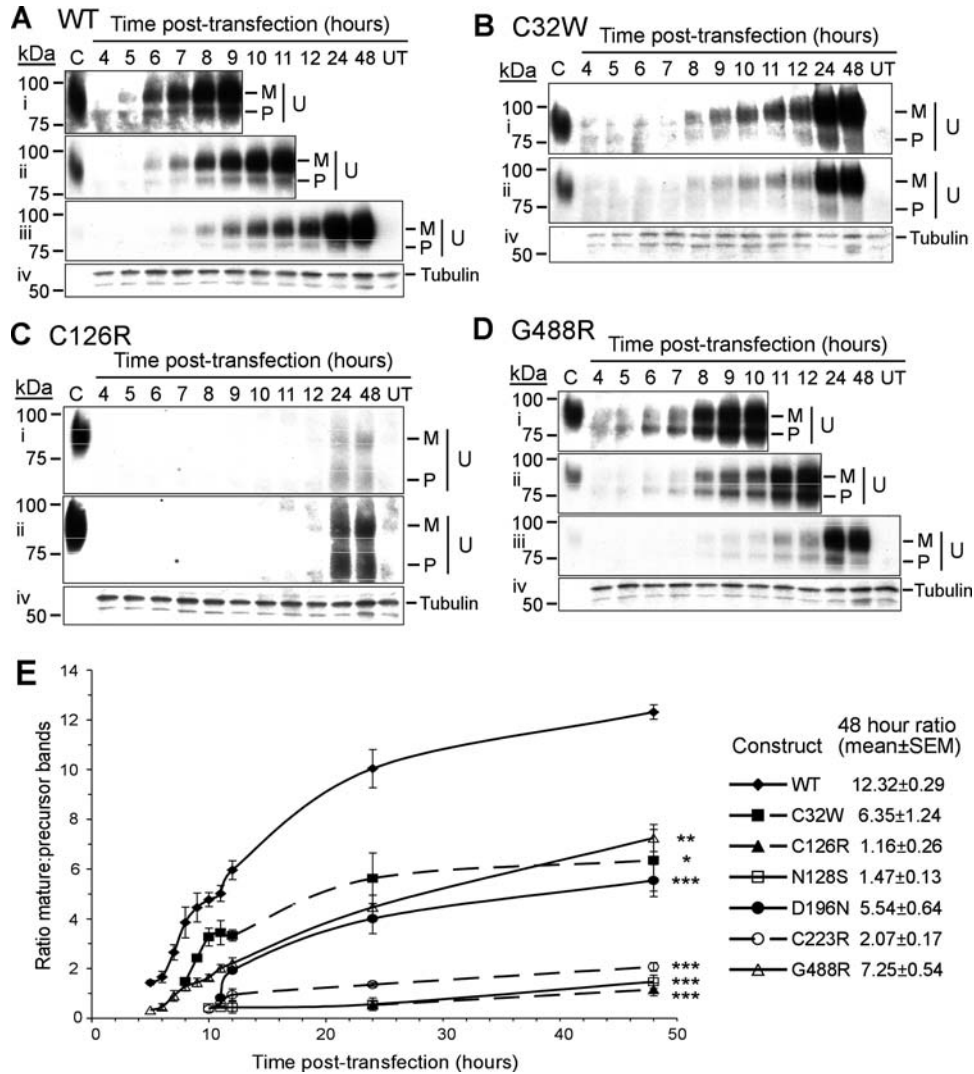 A WT
Time post-transfection (hours)
kDa C 4 5 6 7 8 9 10 11 12 24 48 UT
100
i
75
M
P
U
100
ii
75
M
P
U
100
iii
75
M
P
U
iv
50
Tubulin
B C32W
Time post-transfection (hours)
kDa C 4 5 6 7 8 9 10 11 12 24 48 UT
100
i
75
M
P
U
100
ii
75
M
P
U
iv
50
Tubulin
C C126R
Time post-transfection (hours)
kDa C 4 5 6 7 8 9 10 11 12 24 48 UT
100
i
75
M
P
U
100
ii
75
M
P
U
iv
50
Tubulin
D G488R
Time post-transfection (hours)
kDa C 4 5 6 7 8 9 10 11 12 24 48 UT
100
i
75
M
P
U
100
ii
75
M
P
U
100
iii
75
M
P
U
iv
50
Tubulin
E
Ratio mature:precursor bands
14
12
10
8
6
4
2
0
0 10 20 30 40 50
Time post-transfection (hours)
**
*
***
***
***
***
Construct 48 hour ratio (mean±SEM)
WT 12.32±0.29
C32W 6.35±1.24
C126R 1.16±0.26
N128S 1.47±0.13
D196N 5.54±0.64
C223R 2.07±0.17
G488R 7.25±0.54